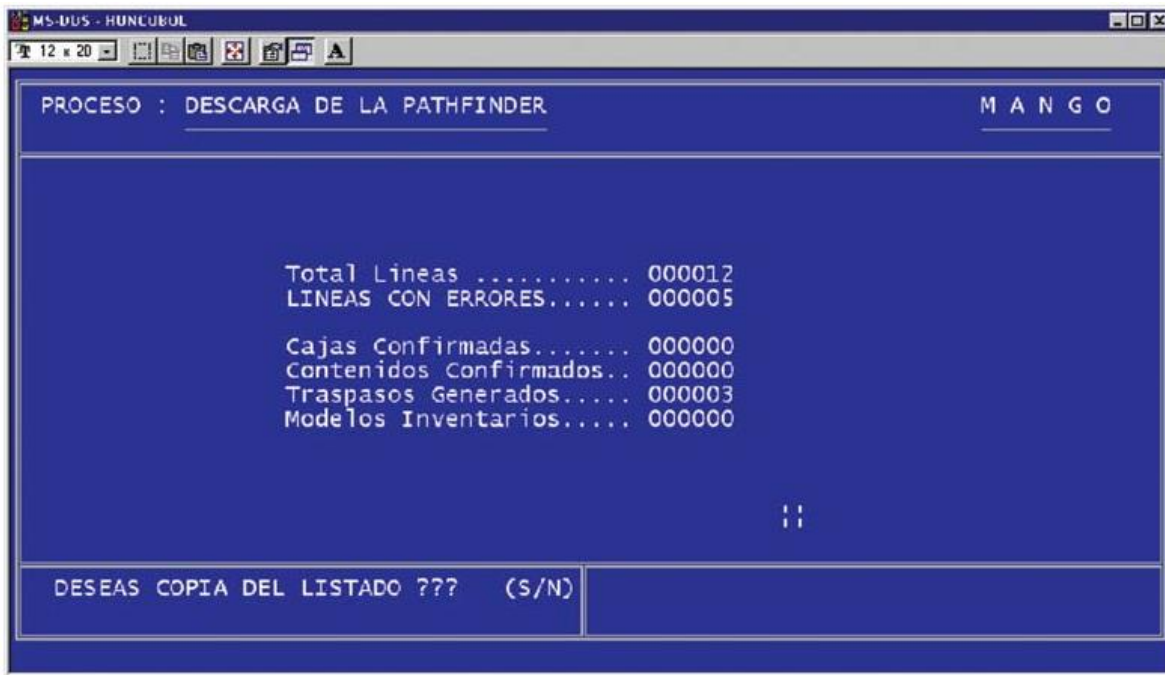 MS-DOS - RUNCOBOL
12 x 20
A
PROCESO : DESCARGA DE LA PATHFINDER M A N G O
Total Lineas ........... 000012
LINEAS CON ERRORES...... 000005
Cajas Confirmadas....... 000000
Contenidos Confirmados.. 000000
Traspasos Generados..... 000003
Modelos Inventarios..... 000000
DESEAS COPIA DEL LISTADO ??? (S/N)